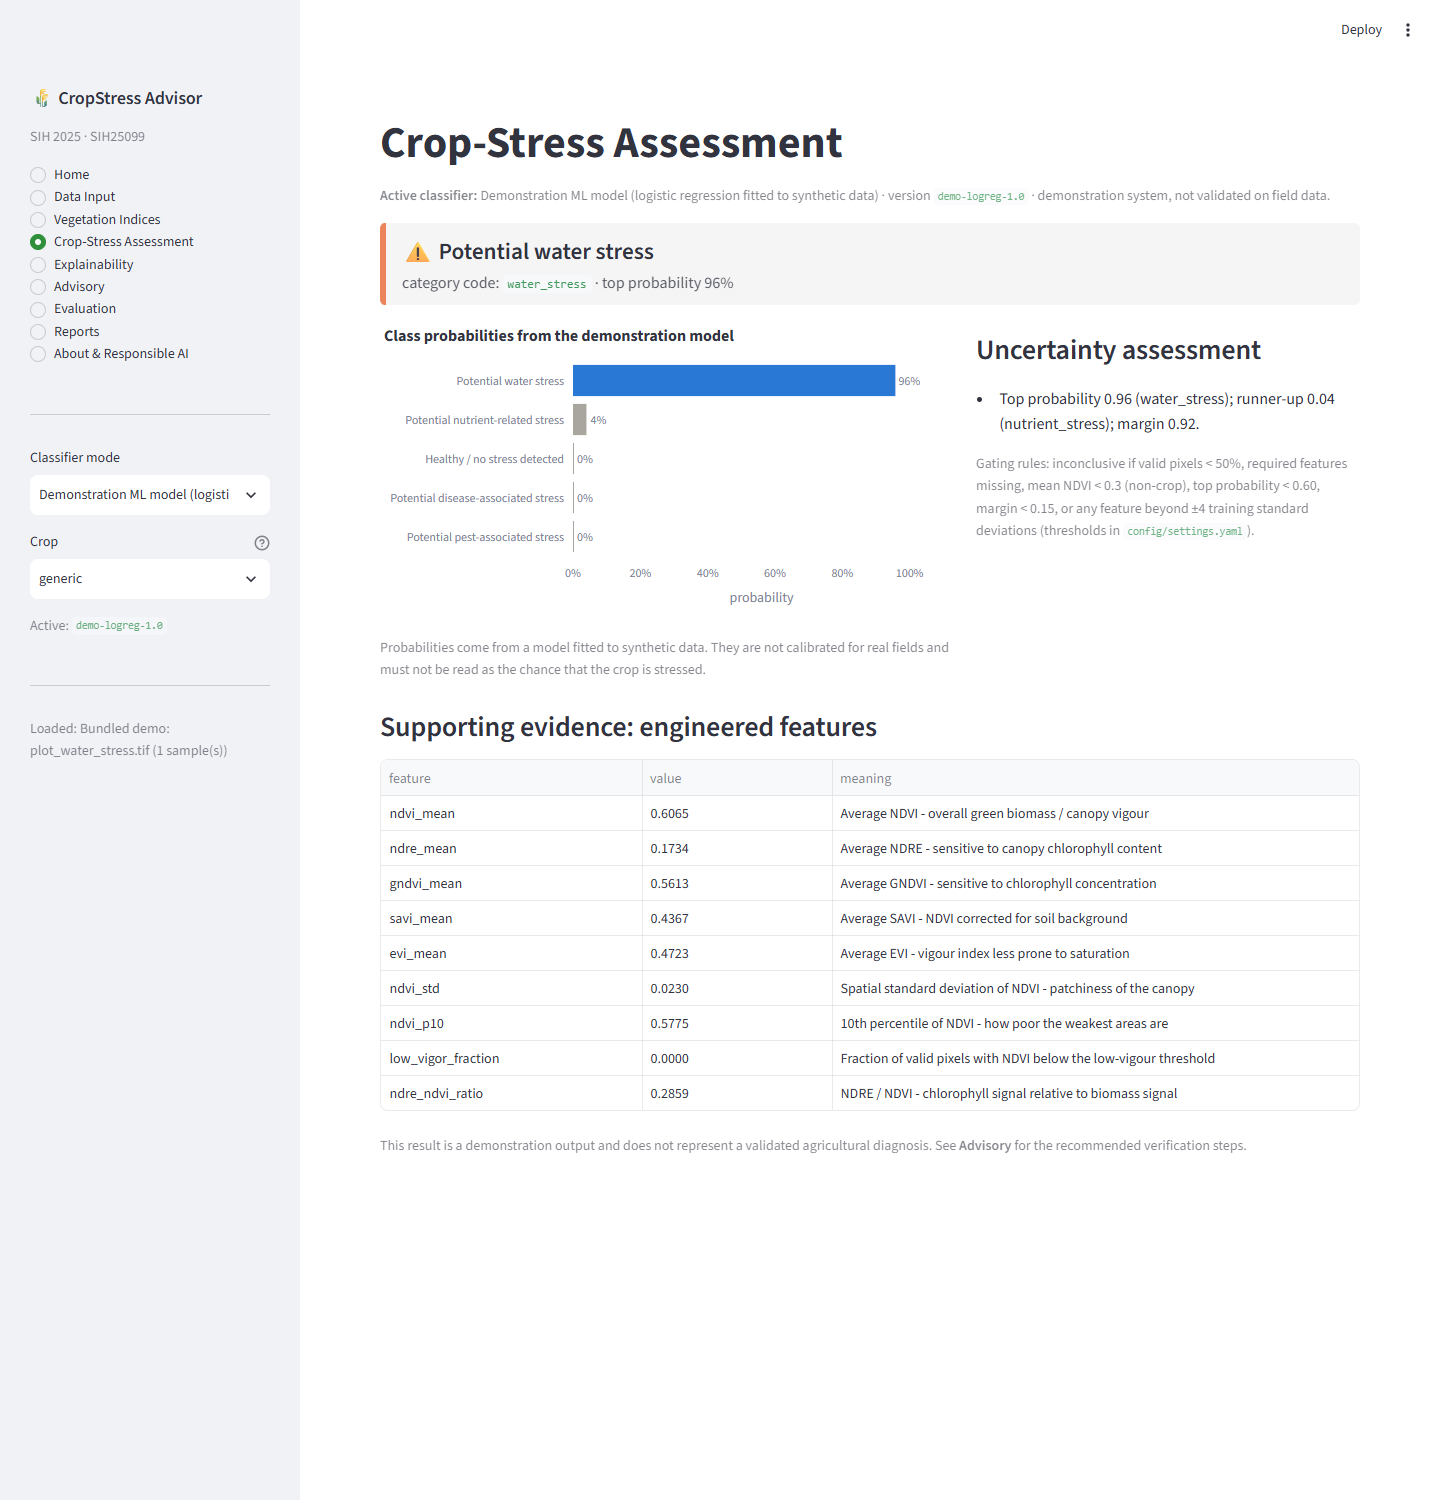 Deploy
CropStress Advisor
SIH 2025 · SIH25099
Home
Data Input
Vegetation Indices
Crop-Stress Assessment
Explainability
Advisory
Evaluation
Reports
About & Responsible AI
Classifier mode
Demonstration ML model (logisti
Crop
generic
Active: demo-logreg-1.0
Loaded: Bundled demo:
plot_water_stress.tif (1 sample(s))
Crop-Stress Assessment
Active classifier: Demonstration ML model (logistic regression fitted to synthetic data) · version demo-logreg-1.0 · demonstration system, not validated on field data.
Potential water stress
category code: water_stress · top probability 96%
Class probabilities from the demonstration model
Potential water stress 96%
Potential nutrient-related stress 4%
Healthy / no stress detected 0%
Potential disease-associated stress 0%
Potential pest-associated stress 0%
0% 20% 40% 60% 80% 100%
probability
Probabilities come from a model fitted to synthetic data. They are not calibrated for real fields and
must not be read as the chance that the crop is stressed.
Uncertainty assessment
• Top probability 0.96 (water_stress); runner-up 0.04
(nutrient_stress); margin 0.92.
Gating rules: inconclusive if valid pixels < 50%, required features
missing, mean NDVI < 0.3 (non-crop), top probability < 0.60,
margin < 0.15, or any feature beyond ±4 training standard
deviations (thresholds in config/settings.yaml ).
Supporting evidence: engineered features
feature value meaning
ndvi_mean 0.6065 Average NDVI - overall green biomass / canopy vigour
ndre_mean 0.1734 Average NDRE - sensitive to canopy chlorophyll content
gndvi_mean 0.5613 Average GNDVI - sensitive to chlorophyll concentration
savi_mean 0.4367 Average SAVI - NDVI corrected for soil background
evi_mean 0.4723 Average EVI - vigour index less prone to saturation
ndvi_std 0.0230 Spatial standard deviation of NDVI - patchiness of the canopy
ndvi_p10 0.5775 10th percentile of NDVI - how poor the weakest areas are
low_vigor_fraction 0.0000 Fraction of valid pixels with NDVI below the low-vigour threshold
ndre_ndvi_ratio 0.2859 NDRE / NDVI - chlorophyll signal relative to biomass signal
This result is a demonstration output and does not represent a validated agricultural diagnosis. See Advisory for the recommended verification steps.